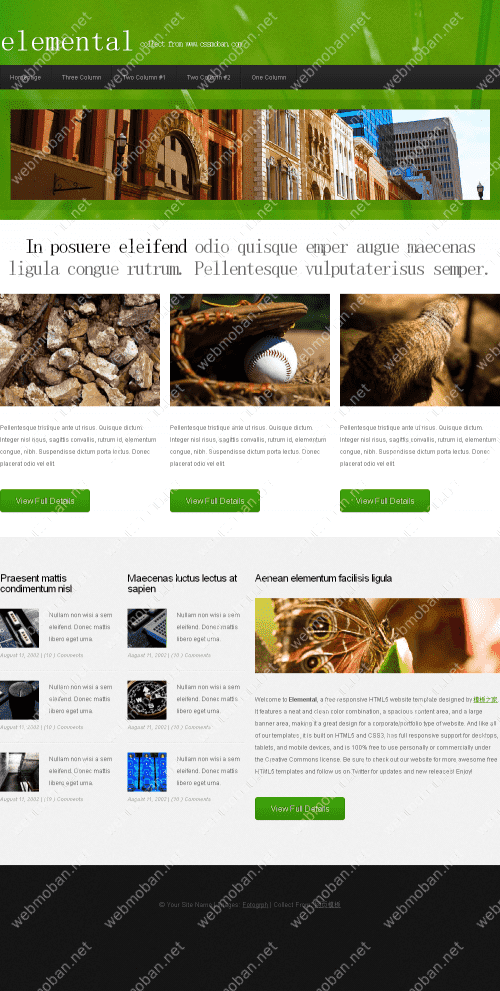 elemental collect from www.cssmoban.com
Homepage Three Column Two Column #1 Two Column #2 One Column
In posuere eleifend odio quisque emper augue maecenas
ligula congue rutrum. Pellentesque vulputaterisus semper.
Pellentesque tristique ante ut risus. Quisque dictum.
Integer nisl risus, sagittis convallis, rutrum id, elementum
congue, nibh. Suspendisse dictum porta lectus. Donec
placerat odio vel elit.
View Full Details
Pellentesque tristique ante ut risus. Quisque dictum.
Integer nisl risus, sagittis convallis, rutrum id, elementum
congue, nibh. Suspendisse dictum porta lectus. Donec
placerat odio vel elit.
View Full Details
Pellentesque tristique ante ut risus. Quisque dictum.
Integer nisl risus, sagittis convallis, rutrum id, elementum
congue, nibh. Suspendisse dictum porta lectus. Donec
placerat odio vel elit.
View Full Details
Praesent mattis
condimentum nisl
Nullam non wisi a sem
eleifend. Donec mattis
libero eget urna.
August 11, 2002 | (10 ) Comments
Nullam non wisi a sem
eleifend. Donec mattis
libero eget urna.
August 11, 2002 | (10 ) Comments
Nullam non wisi a sem
eleifend. Donec mattis
libero eget urna.
August 11, 2002 | (10 ) Comments
Maecenas luctus lectus at
sapien
Nullam non wisi a sem
eleifend. Donec mattis
libero eget urna.
August 11, 2002 | (10 ) Comments
Nullam non wisi a sem
eleifend. Donec mattis
libero eget urna.
August 11, 2002 | (10 ) Comments
Nullam non wisi a sem
eleifend. Donec mattis
libero eget urna.
August 11, 2002 | (10 ) Comments
Aenean elementum facilisis ligula
Welcome to Elemental, a free responsive HTML5 website template designed by 模板之家.
It features a neat and clean color combination, a spacious content area, and a large
banner area, making it a great design for a corporate/portfolio type of website. And like all
of our templates, it is built on HTML5 and CSS3, has full responsive support for desktops,
tablets, and mobile devices, and is 100% free to use personally or commercially under
the Creative Commons license. Be sure to check out our website for more awesome free
HTML5 templates and follow us on Twitter for updates and new releases! Enjoy!
View Full Details
© Your Site Name | Images: Fotogrph | Collect From
webmoban.net